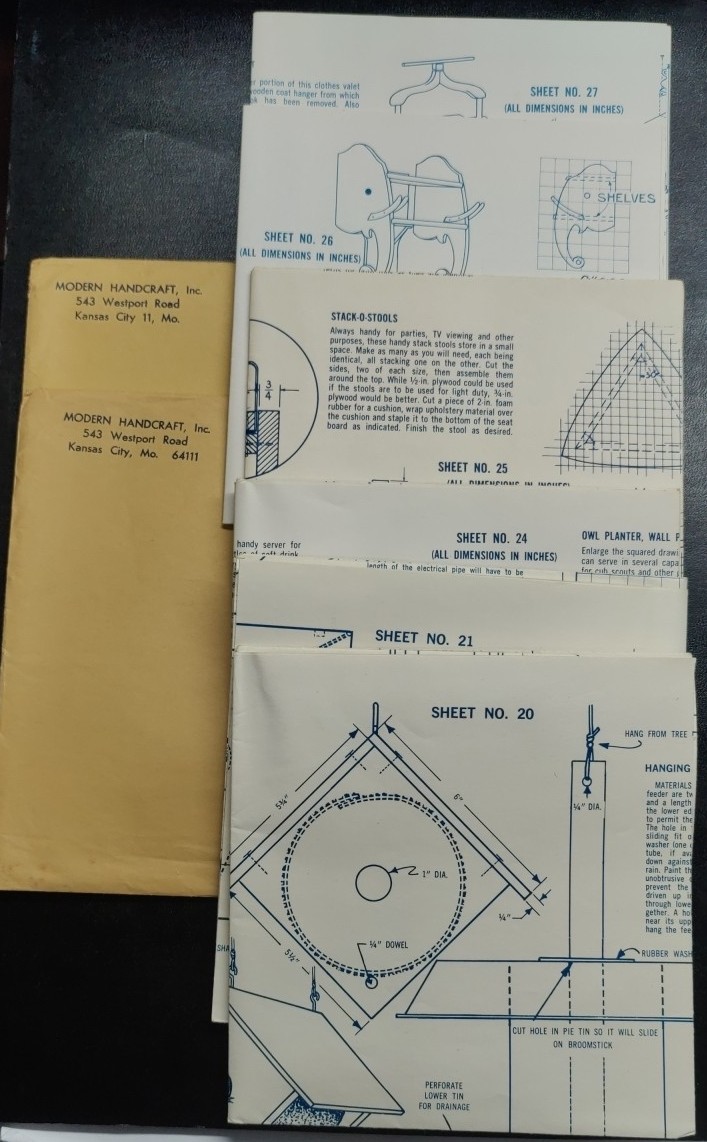 r portion of this clothes valet
ooden coat hanger from which
ok has been removed. Also
SHEET NO. 27
(ALL DIMENSIONS IN INCHES)
SHELVES
SHEET NO. 26
(ALL DIMENSIONS IN INCHES)
MODERN HANDCRAFT, Inc.
543 Westport Road
Kansas City 11, Mo.
MODERN HANDCRAFT, Inc.
543 Westport Road
Kansas City, Mo. 64111
STACK-O-STOOLS
Always handy for parties, TV viewing and other
purposes, these handy stack stools store in a small
space. Make as many as you will need, each being
identical, all stacking one on the other. Cut the
sides, two of each size, then assemble them
around the top. While ½-in. plywood could be used
if the stools are to be used for light duty, ¾-in.
plywood would be better. Cut a piece of 2-in. foam
rubber for a cushion, wrap upholstery material over
the cushion and staple it to the bottom of the seat
board as indicated. Finish the stool as desired.
3
4
30°
SHEET NO. 25
(ALL DIMENSIONS IN INCHES)
handy server for
SHEET NO. 24
(ALL DIMENSIONS IN INCHES)
OWL PLANTER, WALL P
Enlarge the squared drawi
can serve in several capa
for cub scouts and other
length of the electrical pipe will have to be
SHEET NO. 21
SHEET NO. 20
HANG FROM TREE
5¾"
6"
¼" DIA.
1" DIA.
¼"
¼" DOWEL
5½"
HANGING
MATERIALS
feeder are tw
and a length
the lower ed
to permit the
The hole in
sliding fit o
washer (one
tube, if ava
down against
rain. Paint th
unobtrusive
prevent the
driven up i
through lowe
gether. A ho
near its upp
hang the fee
RUBBER WASH
SHA
CUT HOLE IN PIE TIN SO IT WILL SLIDE
ON BROOMSTICK
PERFORATE
LOWER TIN
FOR DRAINAGE